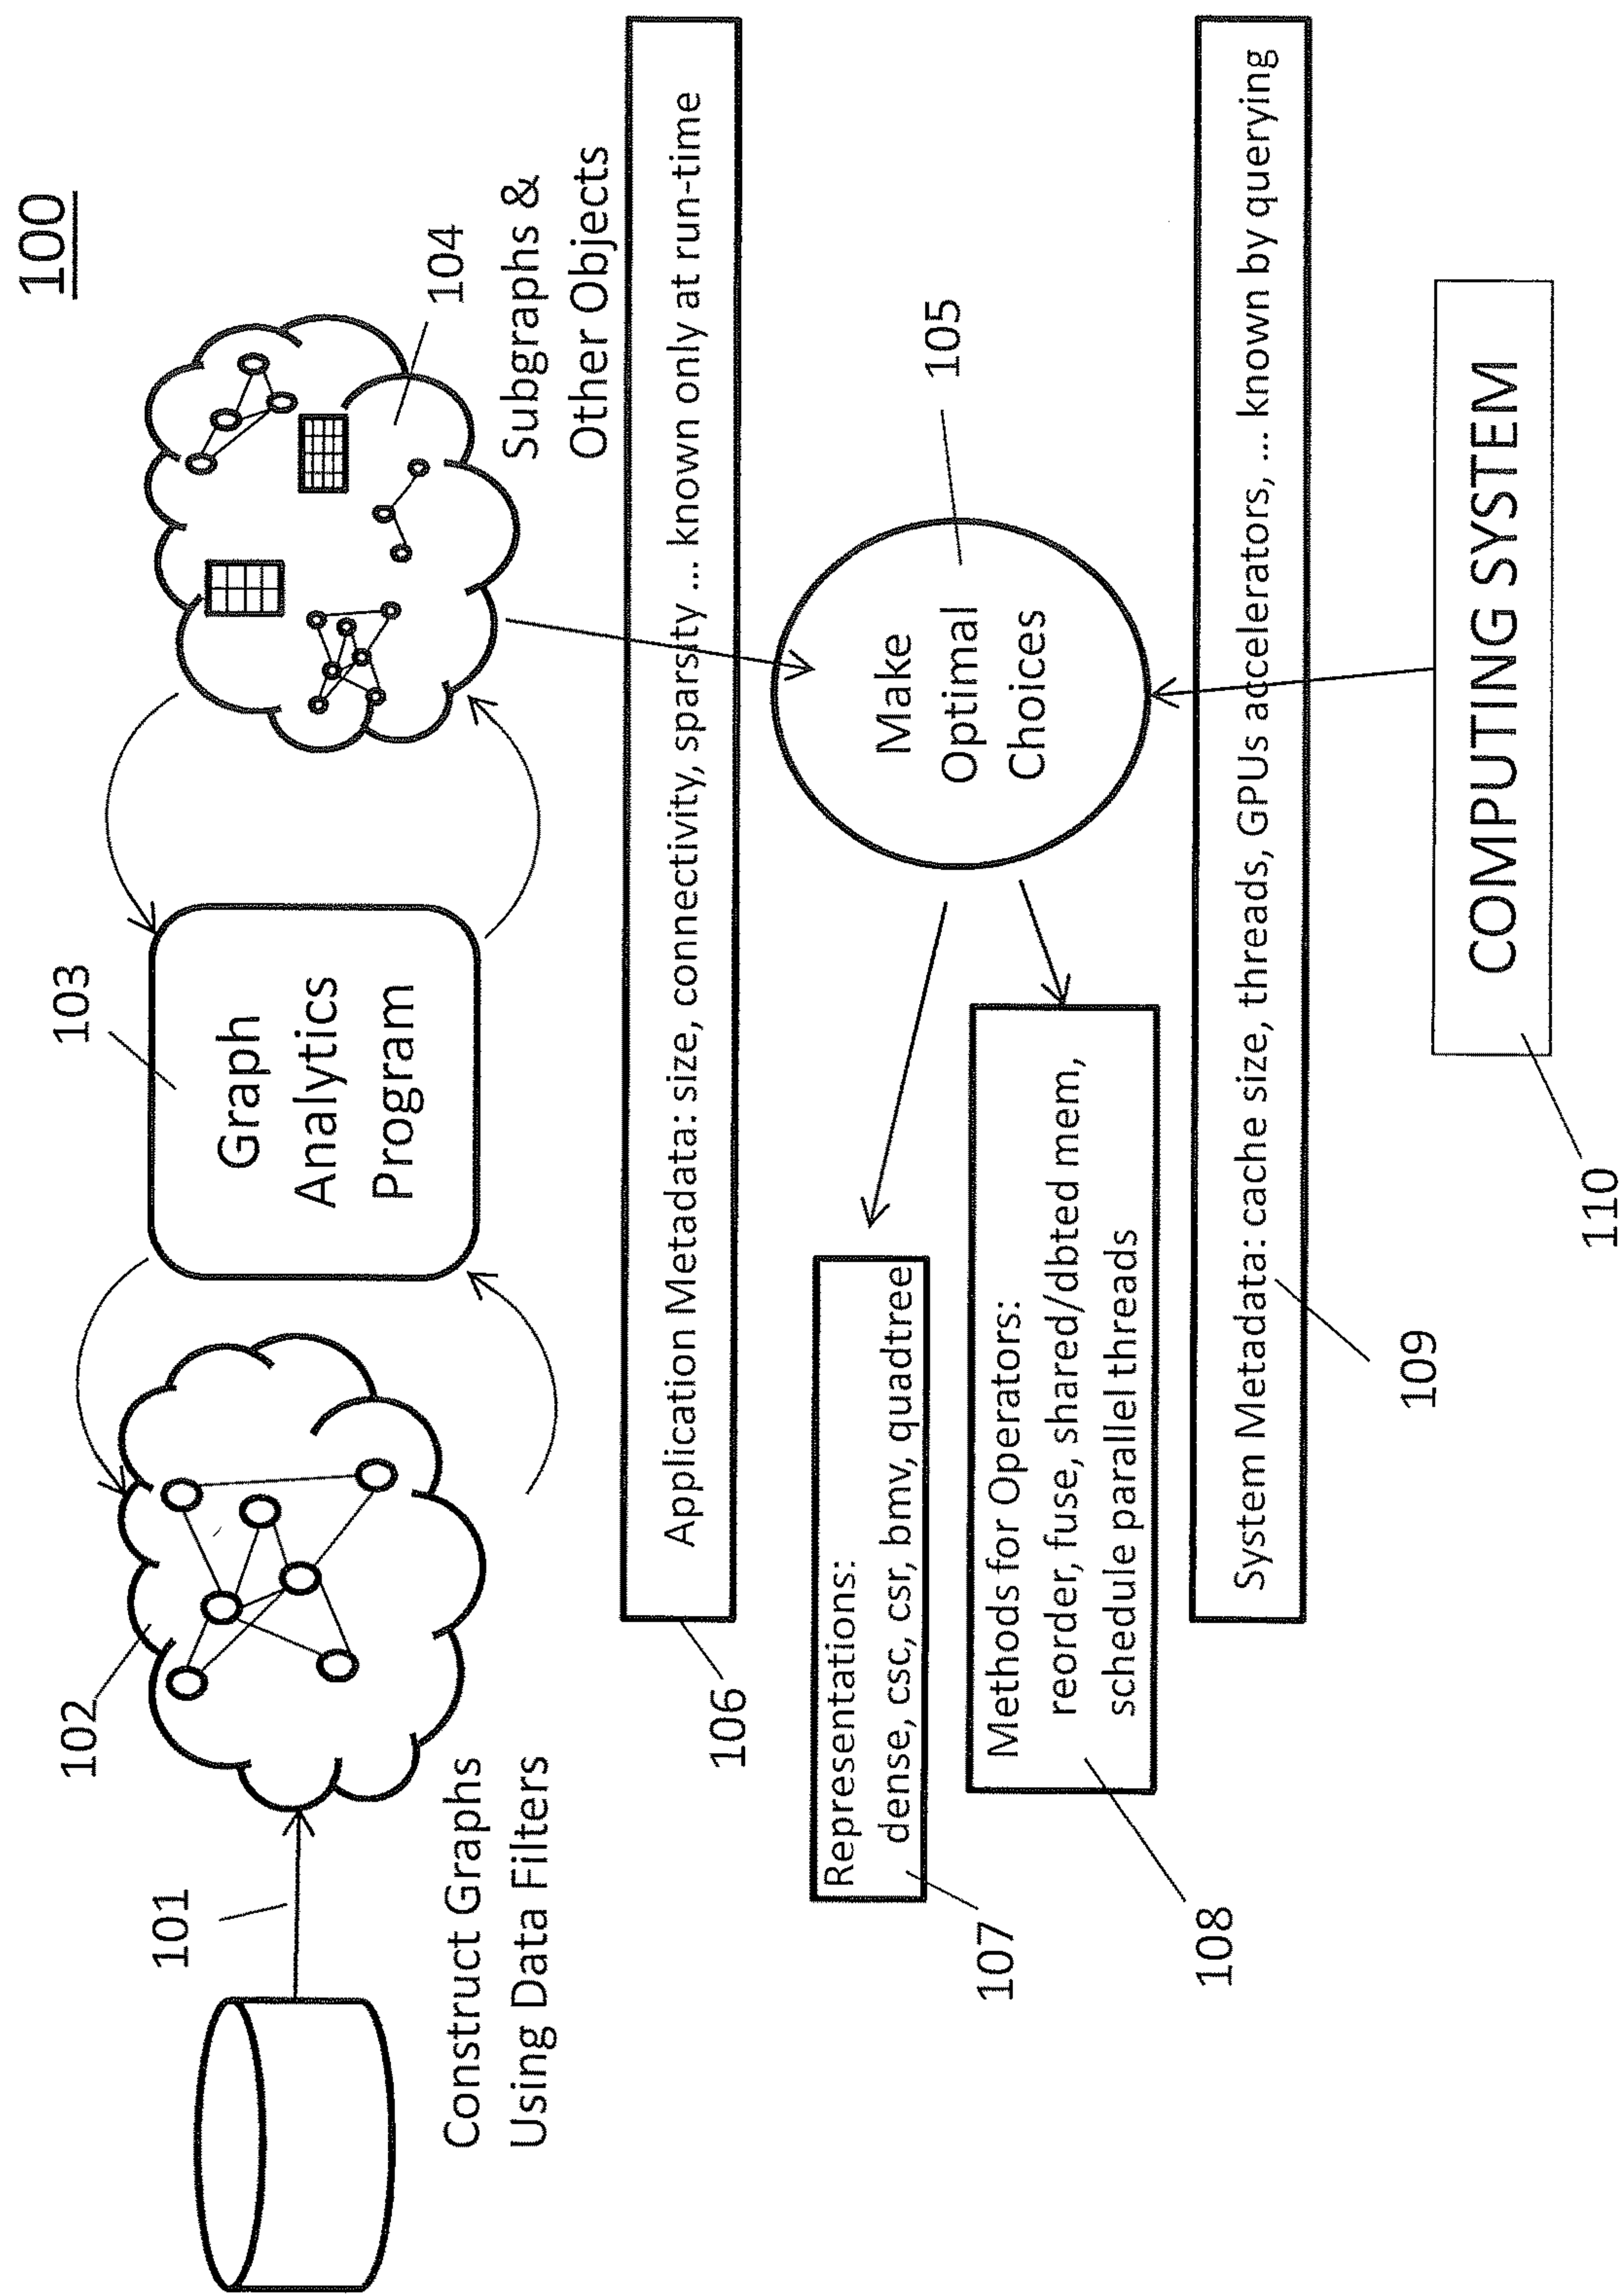 100
101
102
103
104
Construct Graphs
Using Data Filters
Graph
Analytics
Program
Subgraphs &
Other Objects
Application Metadata: size, connectivity, sparsity ... known only at run-time
106
Make
Optimal
Choices
105
Representations:
dense, csc, csr, bmv, quadtree
107
Methods for Operators:
reorder, fuse, shared/dbted mem,
schedule parallel threads
108
System Metadata: cache size, threads, GPUs accelerators, ... known by querying
109
COMPUTING SYSTEM
110